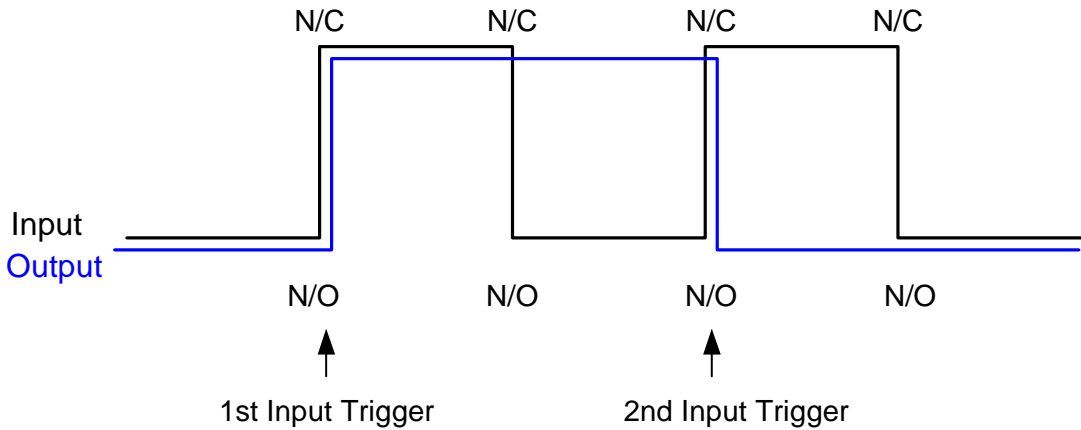 N/C N/C N/C N/C
Input
Output
N/O N/O N/O N/O
1st Input Trigger 2nd Input Trigger